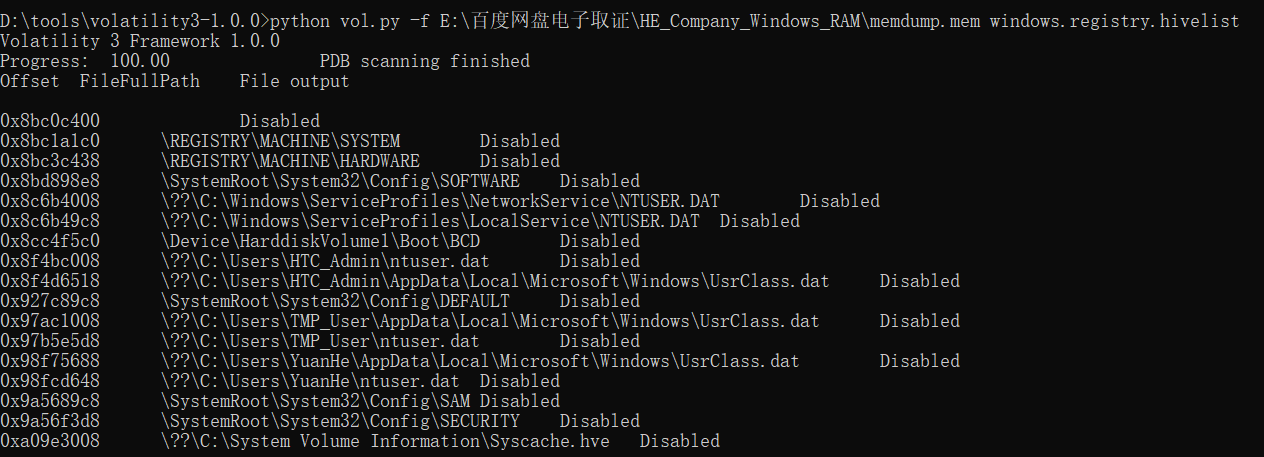 D:\tools\volatility3-1.0.0>python vol.py -f E:\百度网盘电子取证\HE_Company_Windows_RAM\memdump.mem windows.registry.hivelist
Volatility 3 Framework 1.0.0
Progress:  100.00               PDB scanning finished
Offset  FileFullPath    File output
0x8bc0c400              Disabled
0x8bc1a1c0      \REGISTRY\MACHINE\SYSTEM        Disabled
0x8bc3c438      \REGISTRY\MACHINE\HARDWARE      Disabled
0x8bd898e8      \SystemRoot\System32\Config\SOFTWARE    Disabled
0x8c6b4008      \??\C:\Windows\ServiceProfiles\NetworkService\NTUSER.DAT        Disabled
0x8c6b49c8      \??\C:\Windows\ServiceProfiles\LocalService\NTUSER.DAT  Disabled
0x8cc4f5c0      \Device\HarddiskVolume1\Boot\BCD        Disabled
0x8f4bc008      \??\C:\Users\HTC_Admin\ntuser.dat       Disabled
0x8f4d6518      \??\C:\Users\HTC_Admin\AppData\Local\Microsoft\Windows\UsrClass.dat     Disabled
0x927c89c8      \SystemRoot\System32\Config\DEFAULT     Disabled
0x97ac1008      \??\C:\Users\TMP_User\AppData\Local\Microsoft\Windows\UsrClass.dat      Disabled
0x97b5e5d8      \??\C:\Users\TMP_User\ntuser.dat        Disabled
0x98f75688      \??\C:\Users\YuanHe\AppData\Local\Microsoft\Windows\UsrClass.dat        Disabled
0x98fcd648      \??\C:\Users\YuanHe\ntuser.dat  Disabled
0x9a5689c8      \SystemRoot\System32\Config\SAM Disabled
0x9a56f3d8      \SystemRoot\System32\Config\SECURITY    Disabled
0xa09e3008      \??\C:\System Volume Information\Syscache.hve   Disabled